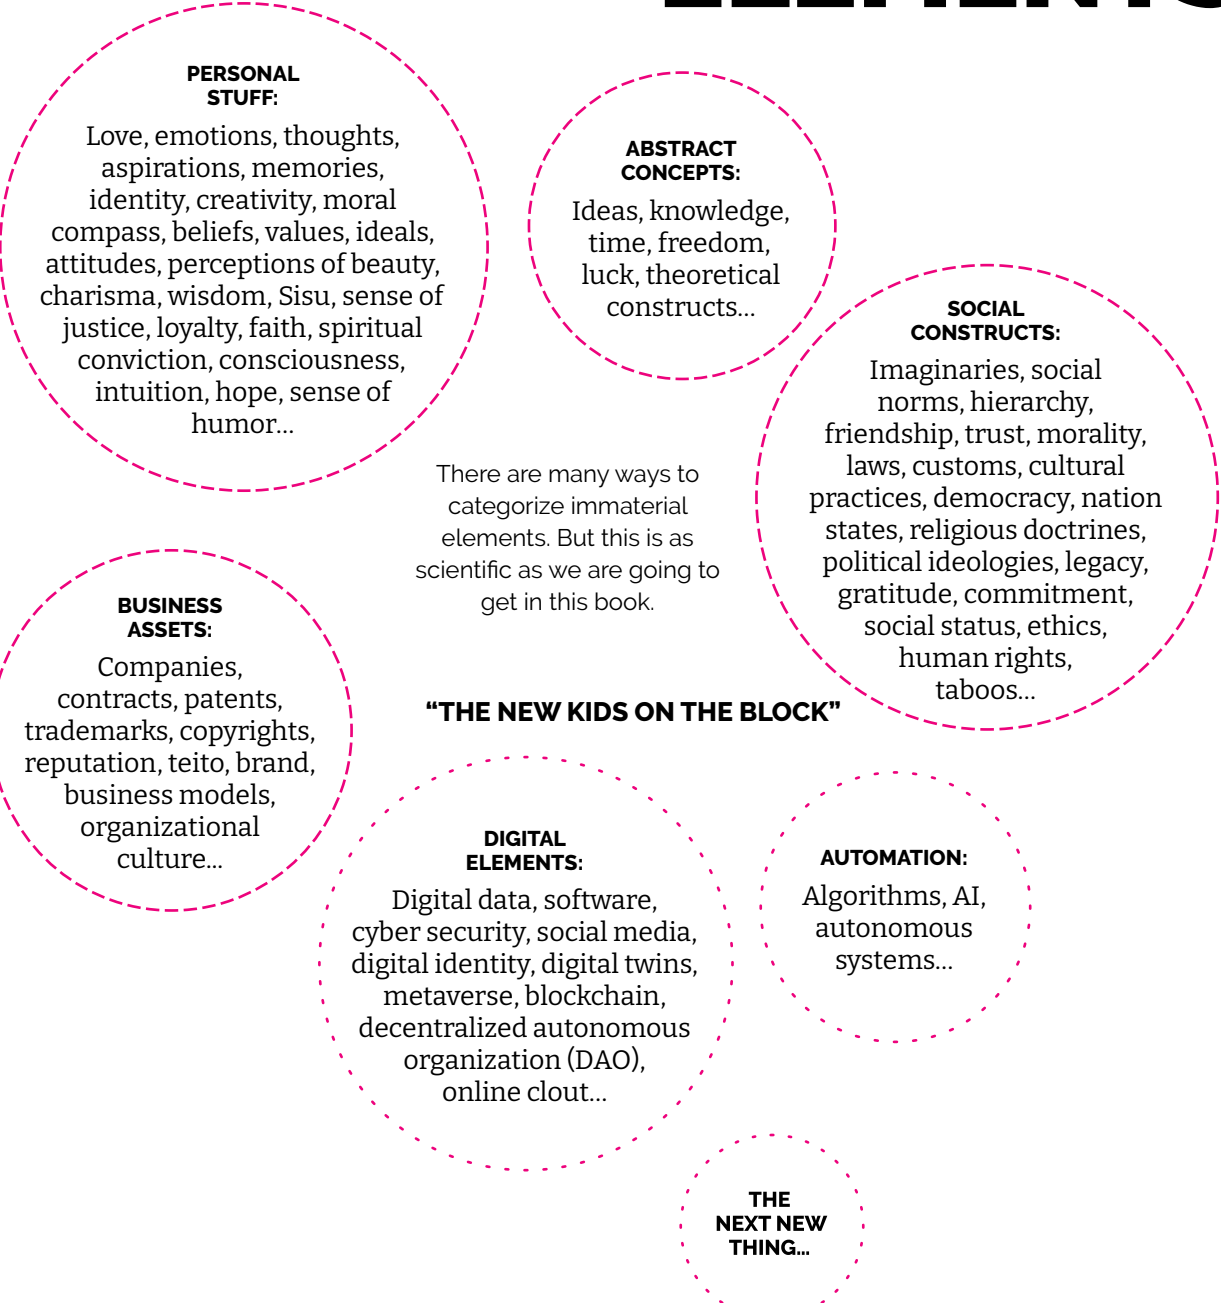 PERSONAL
STUFF:
Love, emotions, thoughts,
aspirations, memories,
identity, creativity, moral
compass, beliefs, values, ideals,
attitudes, perceptions of beauty,
charisma, wisdom, Sisu, sense of
justice, loyalty, faith, spiritual
conviction, consciousness,
intuition, hope, sense of
humor...
ABSTRACT
CONCEPTS:
Ideas, knowledge,
time, freedom,
luck, theoretical
constructs...
SOCIAL
CONSTRUCTS:
Imaginaries, social
norms, hierarchy,
friendship, trust, morality,
laws, customs, cultural
practices, democracy, nation
states, religious doctrines,
political ideologies, legacy,
gratitude, commitment,
social status, ethics,
human rights,
taboos...
There are many ways to
categorize immaterial
elements. But this is as
scientific as we are going to
get in this book.
BUSINESS
ASSETS:
Companies,
contracts, patents,
trademarks, copyrights,
reputation, teito, brand,
business models,
organizational
culture...
“THE NEW KIDS ON THE BLOCK”
DIGITAL
ELEMENTS:
Digital data, software,
cyber security, social media,
digital identity, digital twins,
metaverse, blockchain,
decentralized autonomous
organization (DAO),
online clout...
AUTOMATION:
Algorithms, AI,
autonomous
systems...
THE
NEXT NEW
THING...